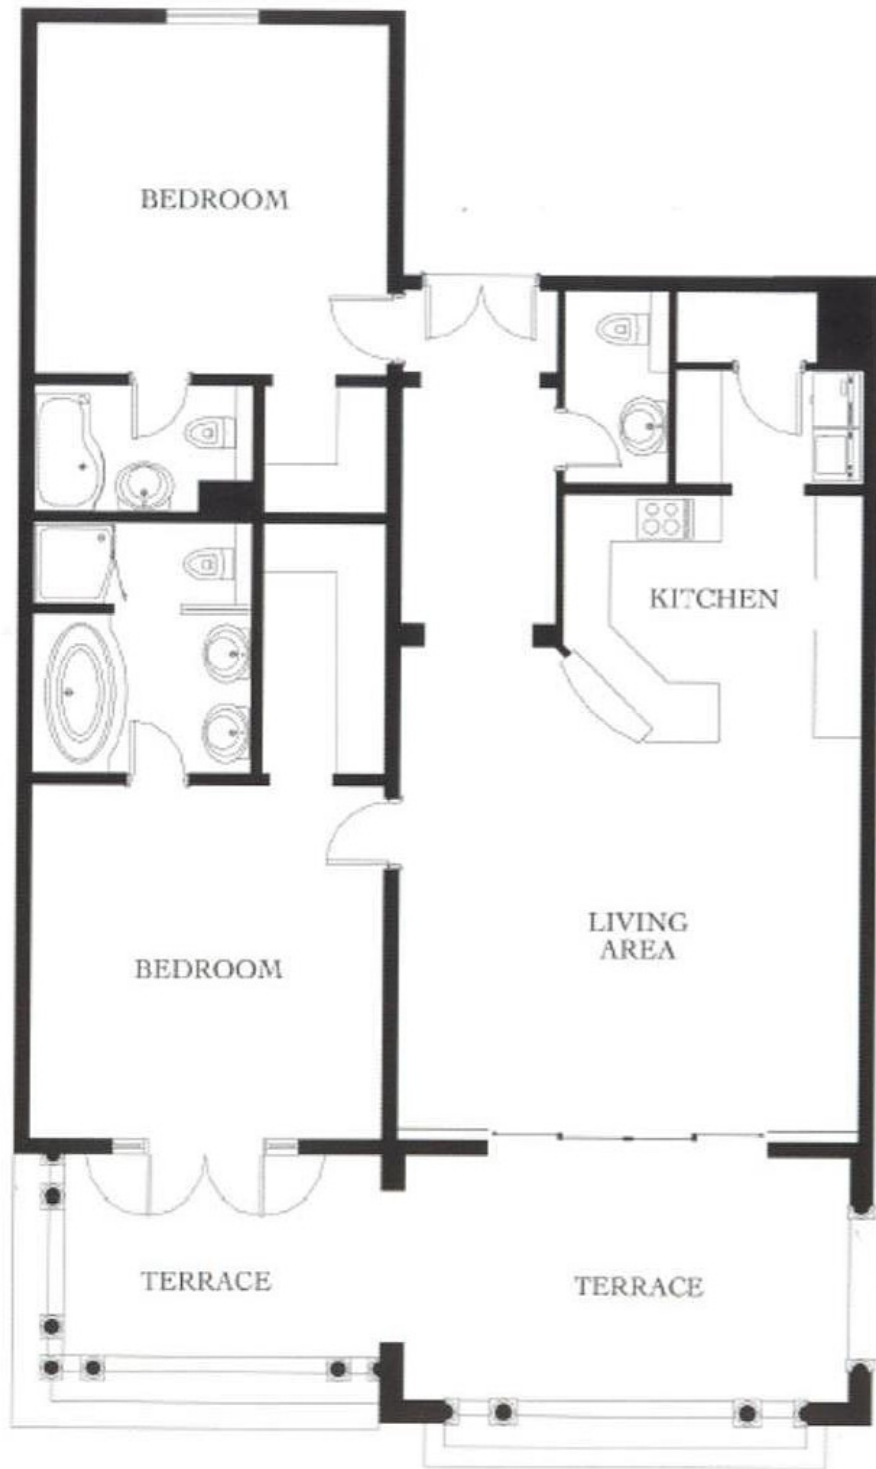 BEDROOM
KITCHEN
LIVING
AREA
BEDROOM
TERRACE
TERRACE